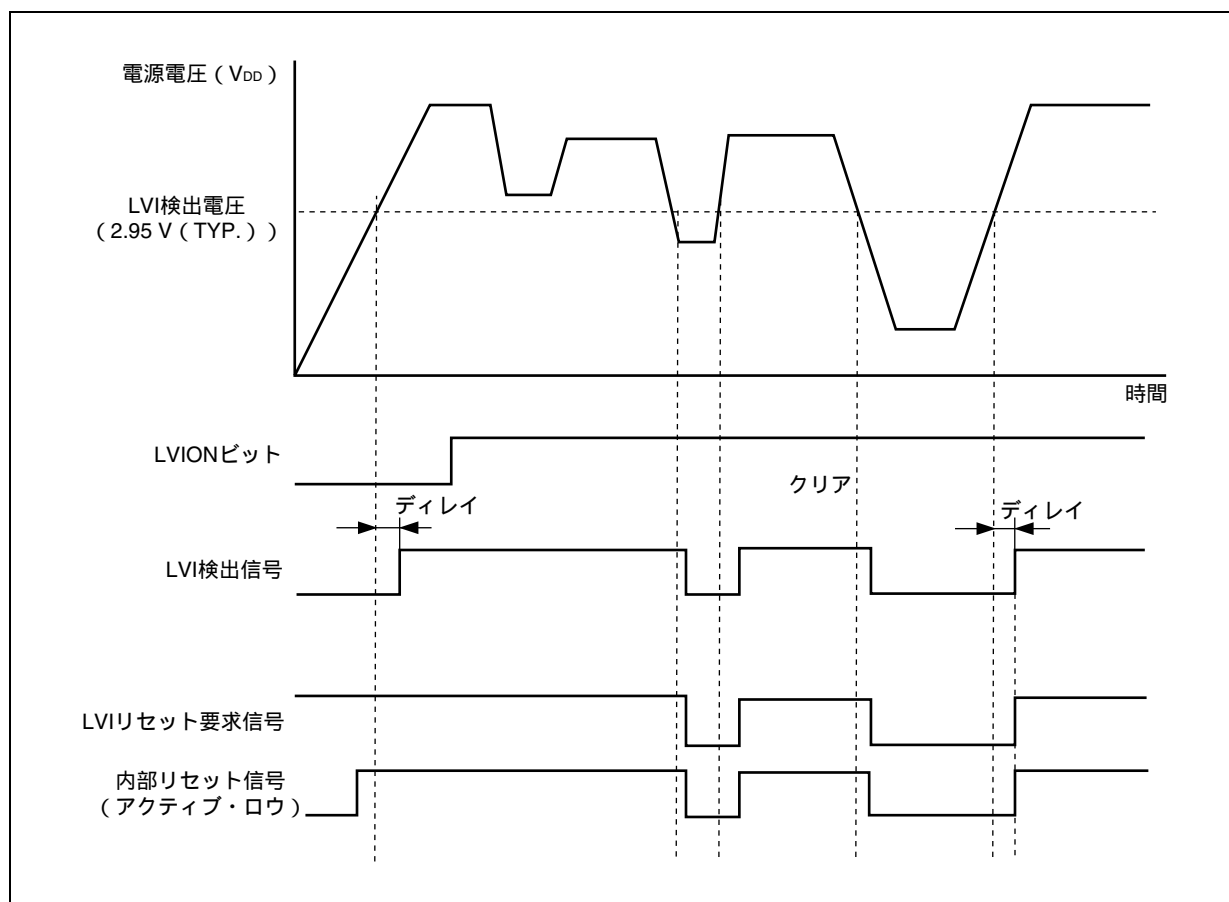 電源電圧（VDD）
LVI検出電圧
（2.95 V（TYP.））
時間
LVIONビット
クリア
ディレイ
ディレイ
LVI検出信号
LVIリセット要求信号
内部リセット信号
（アクティブ・ロウ）